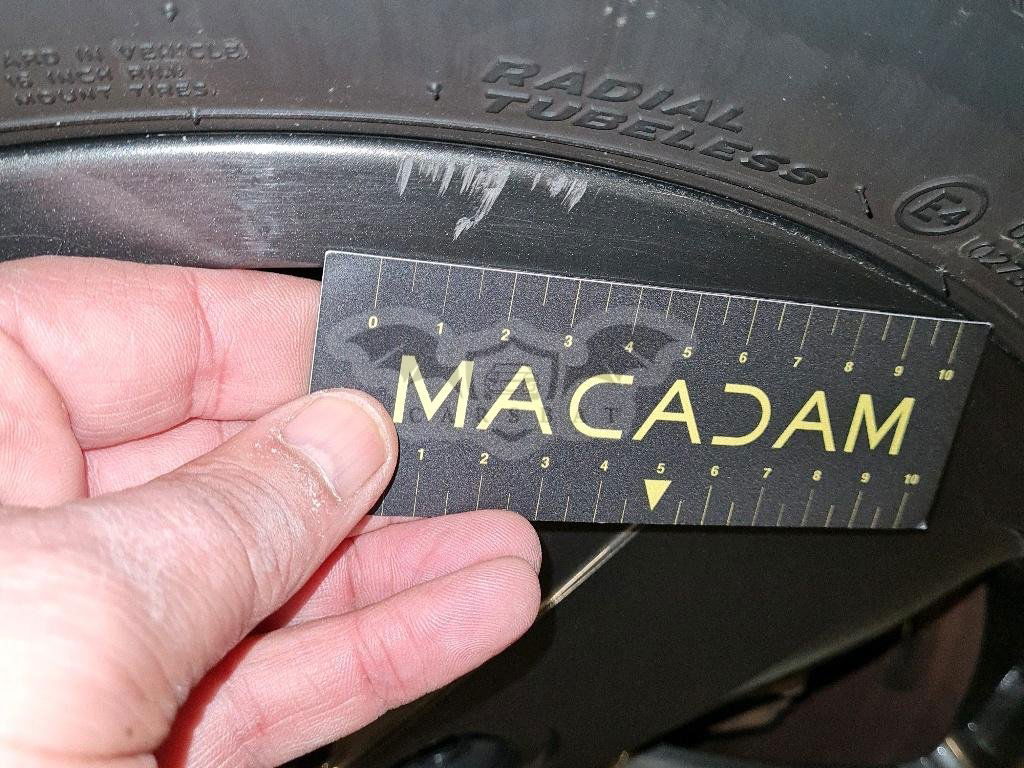 ARD IN VEHICLE,
16 INCH RIM.
MOUNT TIRES.
RADIAL
TUBELESS
E4
0 1 2 3 4 5 6 7 8 9 10
MACADAM
1 2 3 4 5 6 7 8 9 10